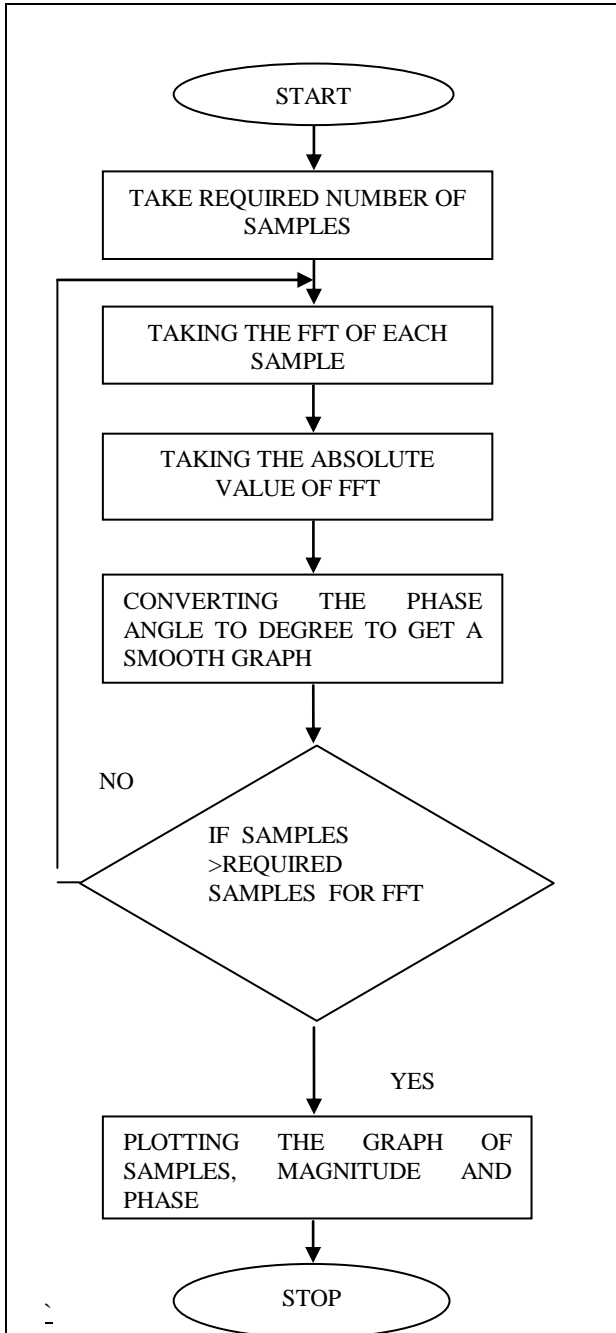 START
TAKE REQUIRED NUMBER OF
SAMPLES
TAKING THE FFT OF EACH
SAMPLE
TAKING THE ABSOLUTE
VALUE OF FFT
CONVERTING THE PHASE
ANGLE TO DEGREE TO GET A
SMOOTH GRAPH
NO
IF SAMPLES
>REQUIRED
SAMPLES FOR FFT
YES
PLOTTING THE GRAPH OF
SAMPLES, MAGNITUDE AND
PHASE
STOP
`